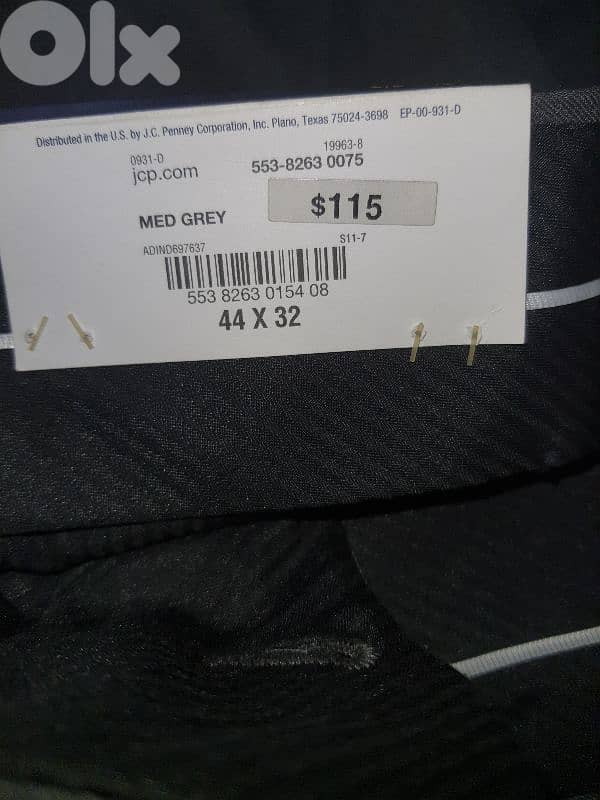 Olx
Distributed in the U.S. by J.C. Penney Corporation, Inc. Plano, Texas 75024-3698 EP-00-931-D
0931-D 19963-8
jcp.com 553-8263 0075
$115
MED GREY
ADIND697637 S11-7
553 8263 0154 08
44 X 32